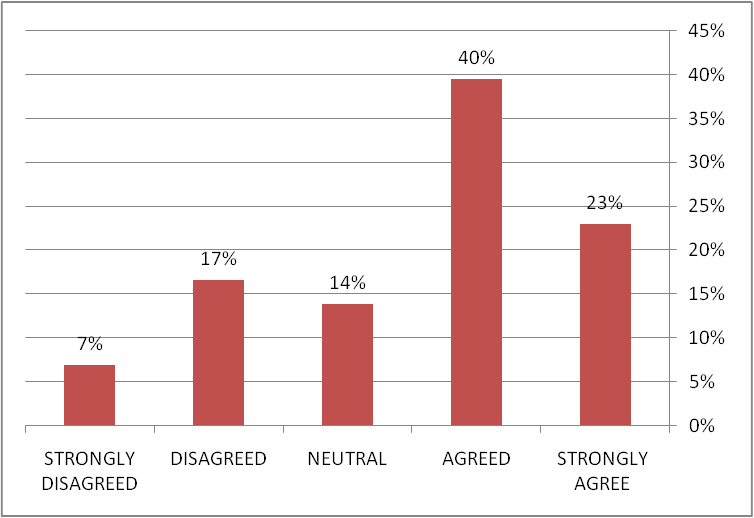 45%
40%
35%
30%
25%
20%
15%
10%
5%
0%
7%
17%
14%
40%
23%
STRONGLY
DISAGREED
DISAGREED
NEUTRAL
AGREED
STRONGLY
AGREE